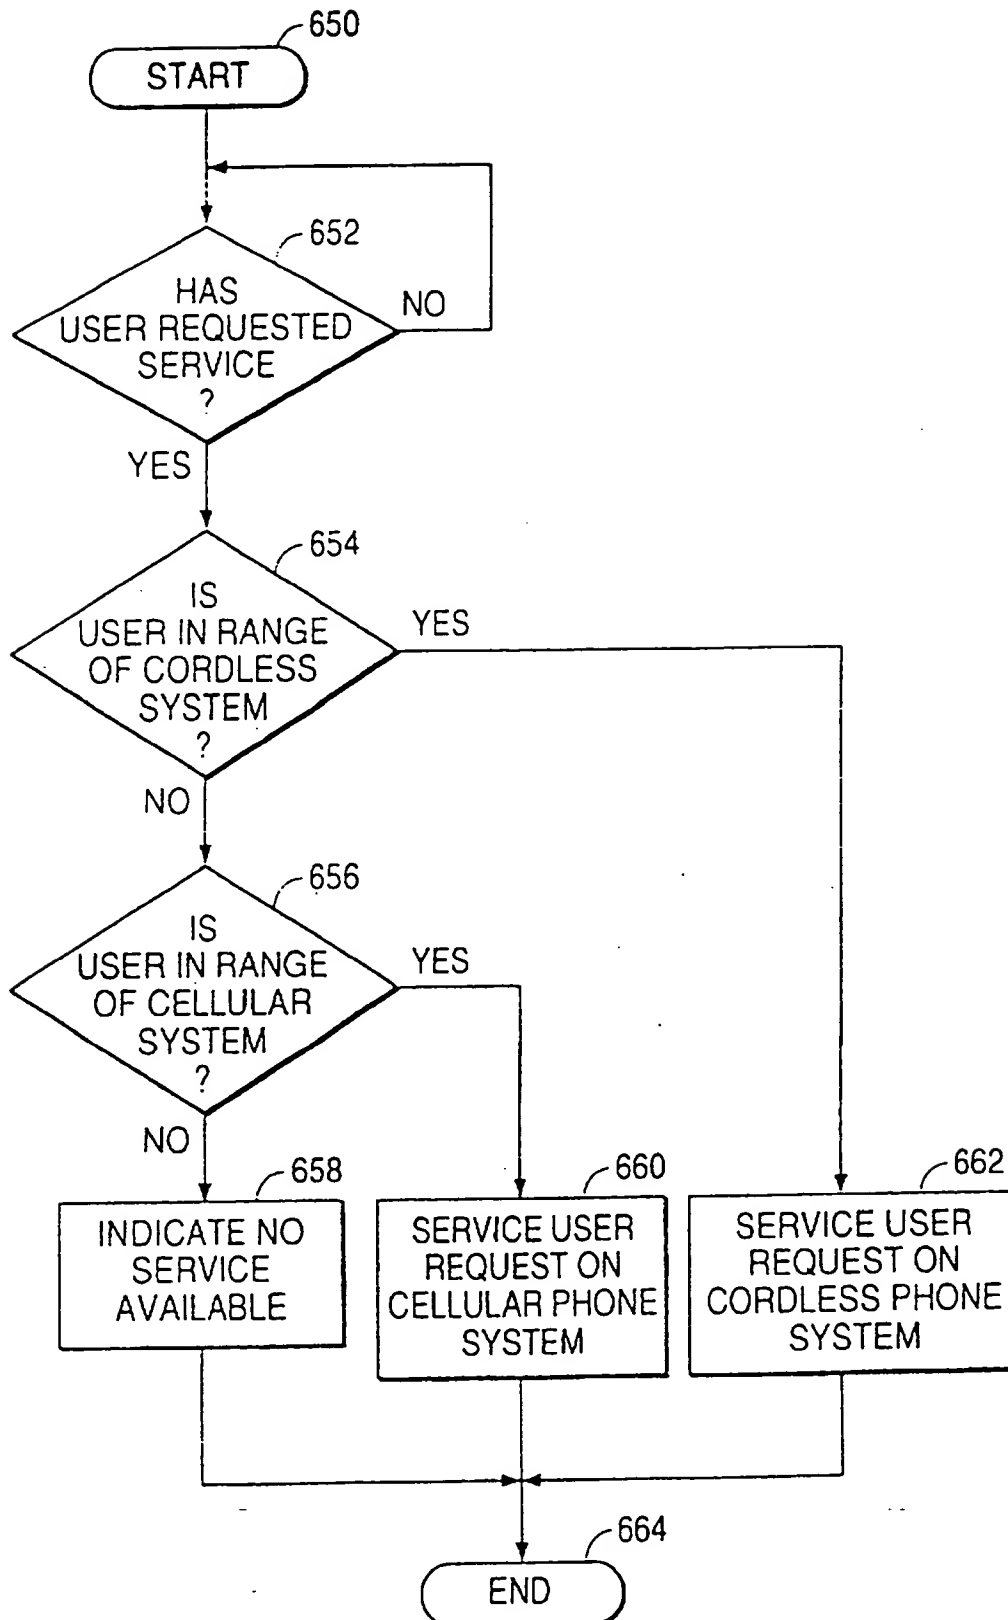 650
START
652
HAS
USER REQUESTED
SERVICE
?
NO
YES
654
IS
USER IN RANGE
OF CORDLESS
SYSTEM
?
YES
NO
656
IS
USER IN RANGE
OF CELLULAR
SYSTEM
?
YES
NO
658
INDICATE NO
SERVICE
AVAILABLE
660
SERVICE USER
REQUEST ON
CELLULAR PHONE
SYSTEM
662
SERVICE USER
REQUEST ON
CORDLESS PHONE
SYSTEM
664
END